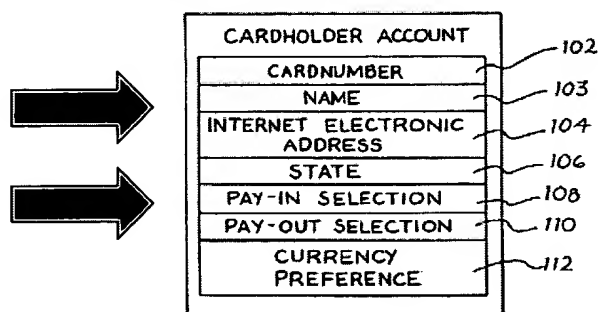 CARDHOLDER ACCOUNT
CARDNUMBER
102
NAME
103
INTERNET ELECTRONIC
ADDRESS
104
STATE
106
PAY-IN SELECTION
108
PAY-OUT SELECTION
110
CURRENCY
PREFERENCE
112